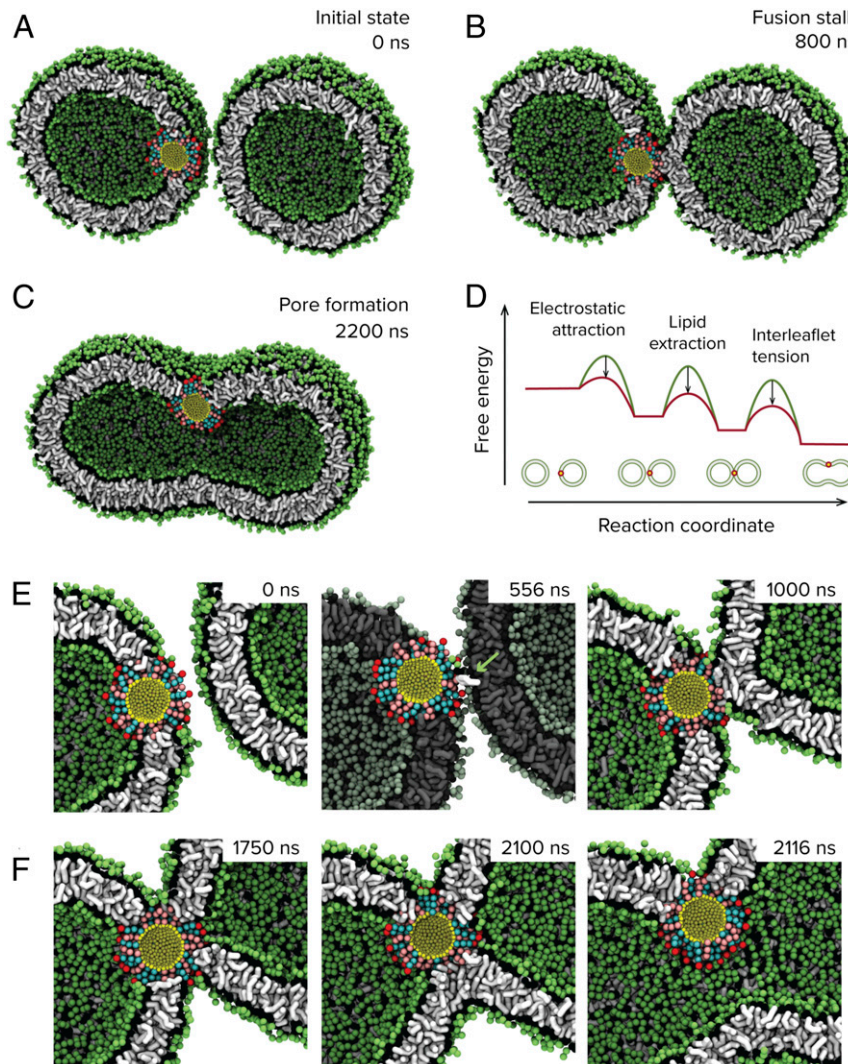 A
Initial state
0 ns
B
Fusion stal
800 n
C
Pore formation
2200 ns
D
Electrostatic
attraction
Lipid
extraction
Interleaflet
tension
Free energy
Reaction coordinate
E
0 ns
556 ns
1000 ns
F
1750 ns
2100 ns
2116 ns